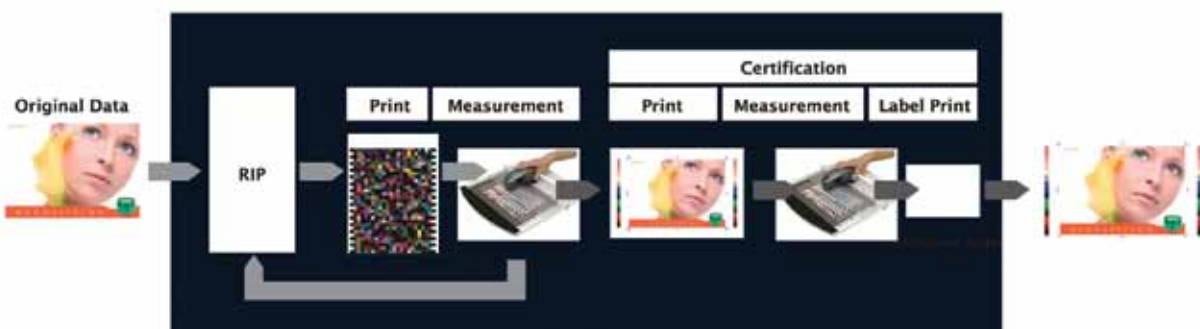 Certification
Original Data
Print
Measurement
Print
Measurement
Label Print
RIP